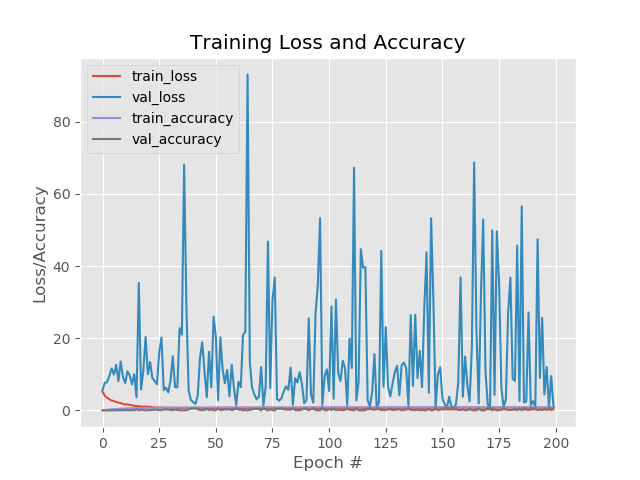 Training Loss and Accuracy
train_loss
val_loss
train_accuracy
val_accuracy
80
60
40
20
0
Loss/Accuracy
0 25 50 75 100 125 150 175 200
Epoch #